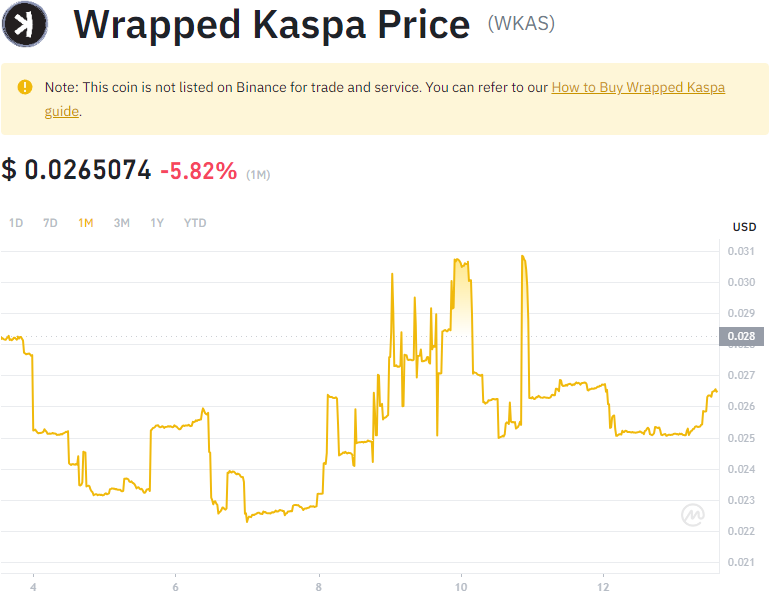 Wrapped Kaspa Price (WKAS)
Note: This coin is not listed on Binance for trade and service. You can refer to our How to Buy Wrapped Kaspa
guide.
$ 0.0265074 -5.82% (1M)
1D 7D 1M 3M 1Y YTD
USD
0.031
0.030
0.029
0.028
0.027
0.026
0.025
0.024
0.023
0.022
0.021
4 6 8 10 12